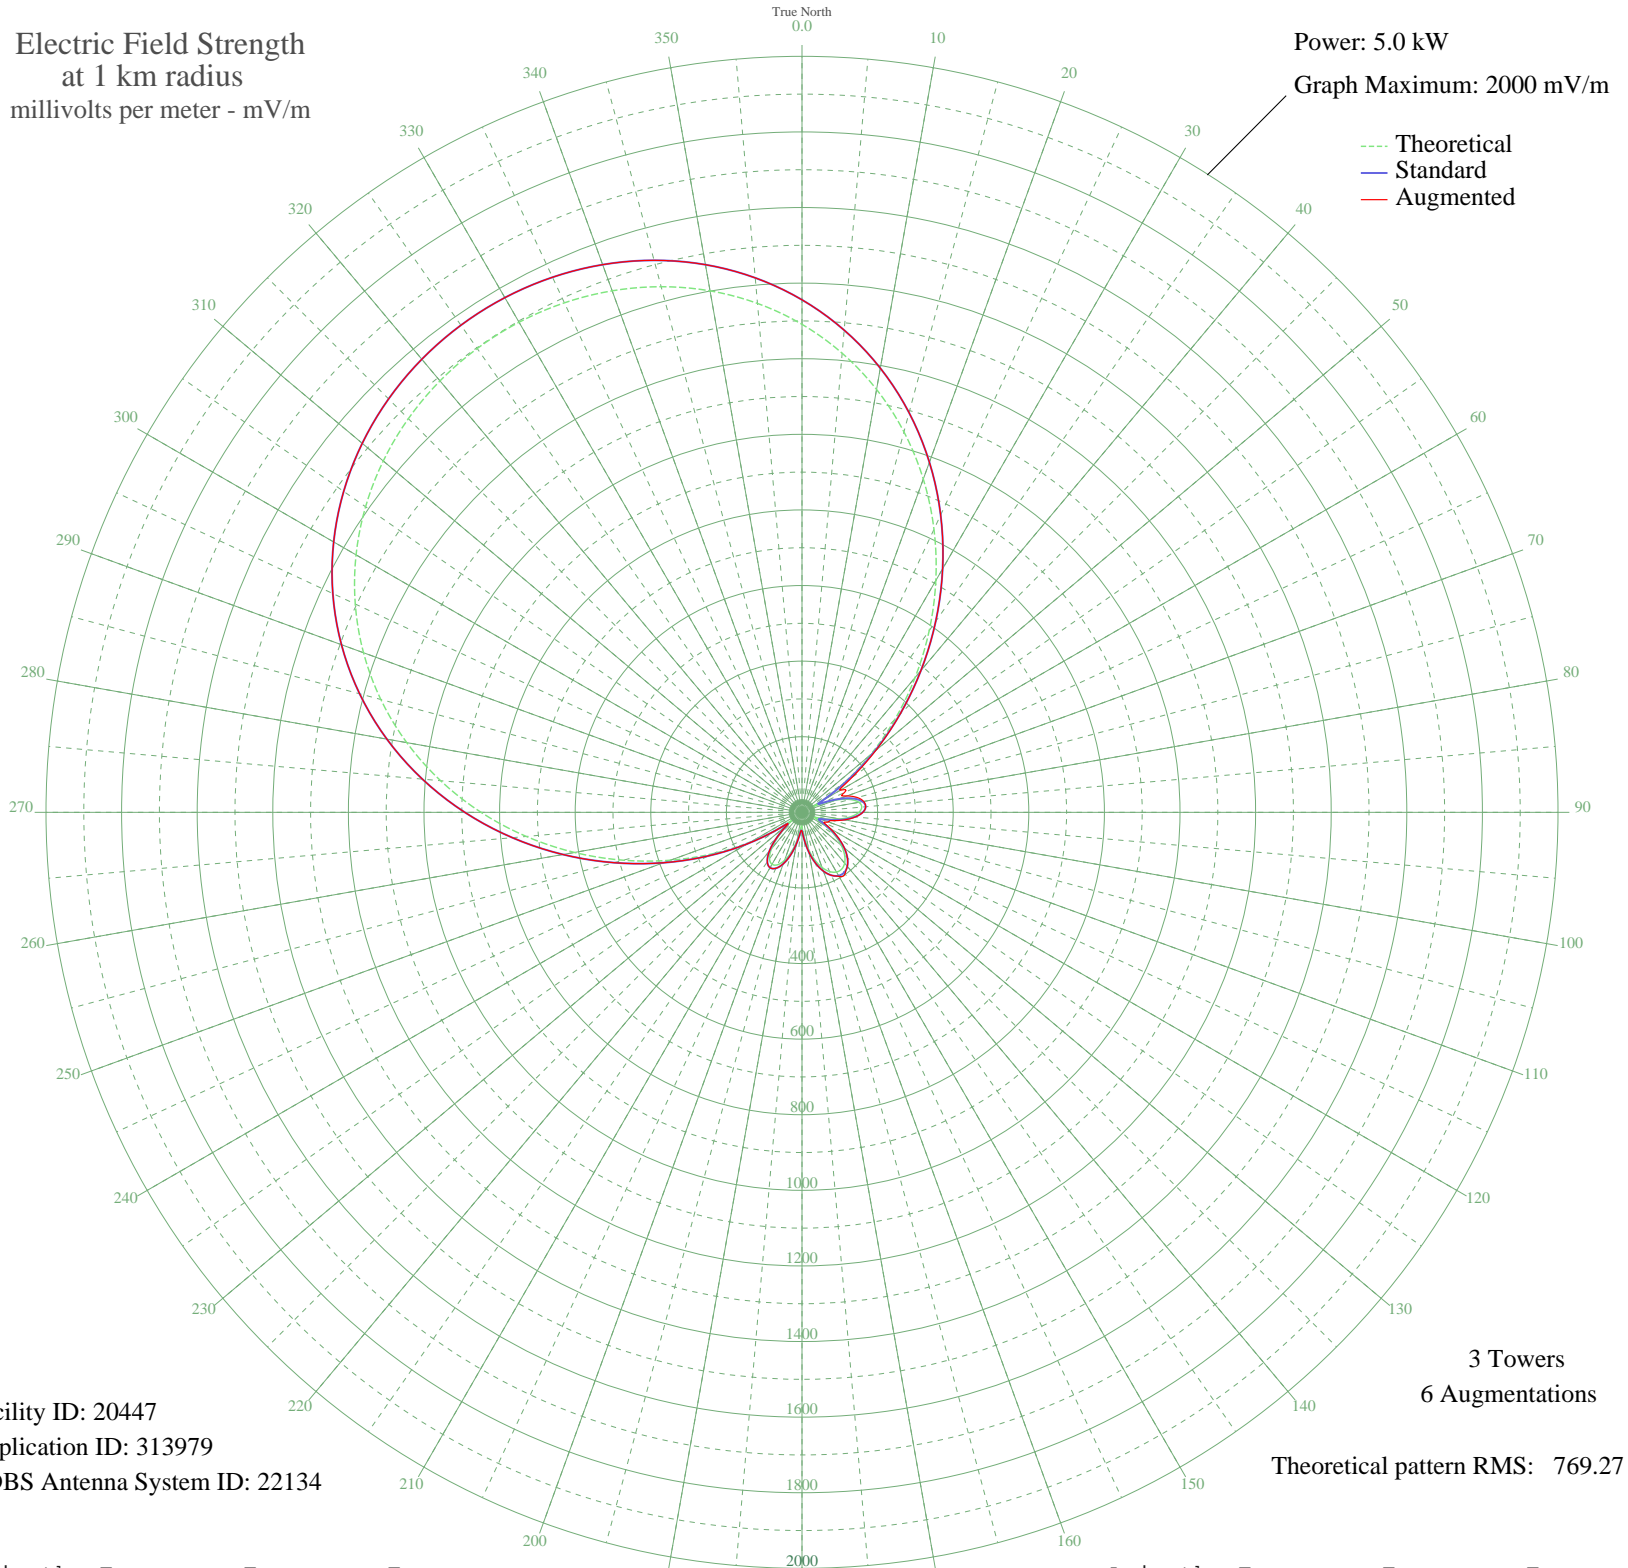 True North
0.0
Electric Field Strength
at 1 km radius
millivolts per meter - mV/m
Power: 5.0 kW
Graph Maximum: 2000 mV/m
Theoretical
Standard
Augmented
10
20
30
40
50
60
70
80
90
100
110
120
130
140
150
160
200
210
220
230
240
250
260
270
280
290
300
310
320
330
340
350
400
600
800
1000
1200
1400
1600
1800
2000
3 Towers
6 Augmentations
Theoretical pattern RMS: 769.27
cility ID: 20447
plication ID: 313979
DBS Antenna System ID: 22134